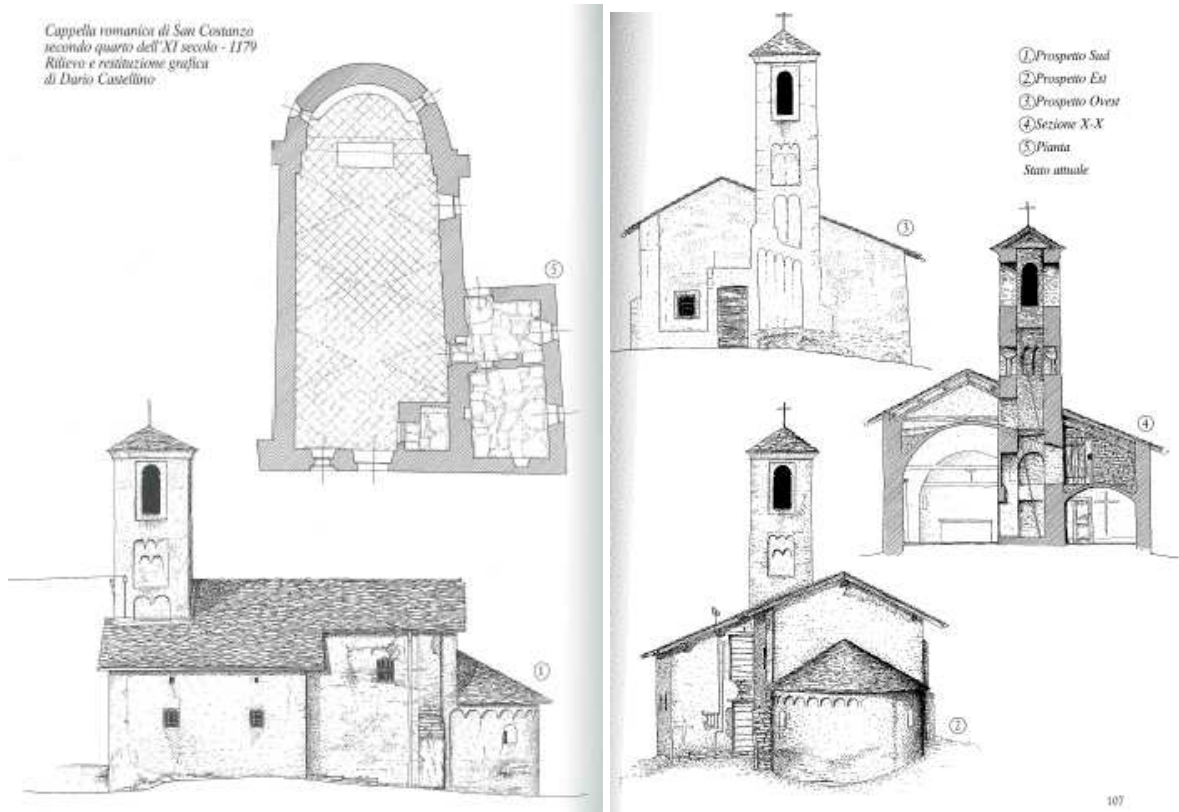 Cappella romanica di San Costanzo
secondo quarto dell'XI secolo - 1179
Rilievo e restituzione grafica
di Dario Castellino
5
1
1 Prospetto Sud
2 Prospetto Est
3 Prospetto Ovest
4 Sezione X-X
5 Pianta
Stato attuale
3
4
2
107